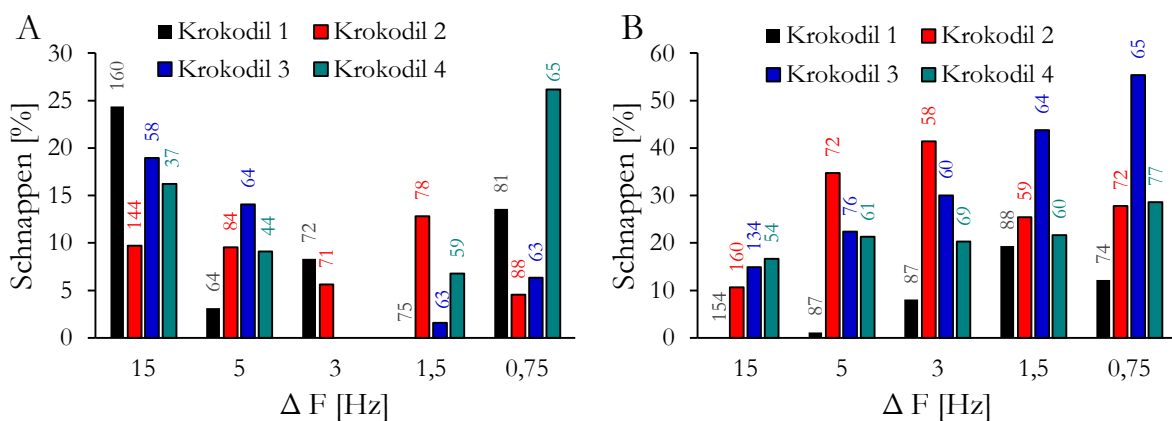 A
Krokodil 1 Krokodil 2
Krokodil 3 Krokodil 4
Schnappen [%]
30
25
20
15
10
5
0
160 144 58 37
64 84 64 44
72 71
75 78 63 59
81 88 63 65
15 5 3 1,5 0,75
Δ F [Hz]
B
Krokodil 1 Krokodil 2
Krokodil 3 Krokodil 4
Schnappen [%]
60
50
40
30
20
10
0
154 160 134 54
87 72 76 61
87 58 60 69
88 59 64 60
74 72 65 77
15 5 3 1,5 0,75
Δ F [Hz]